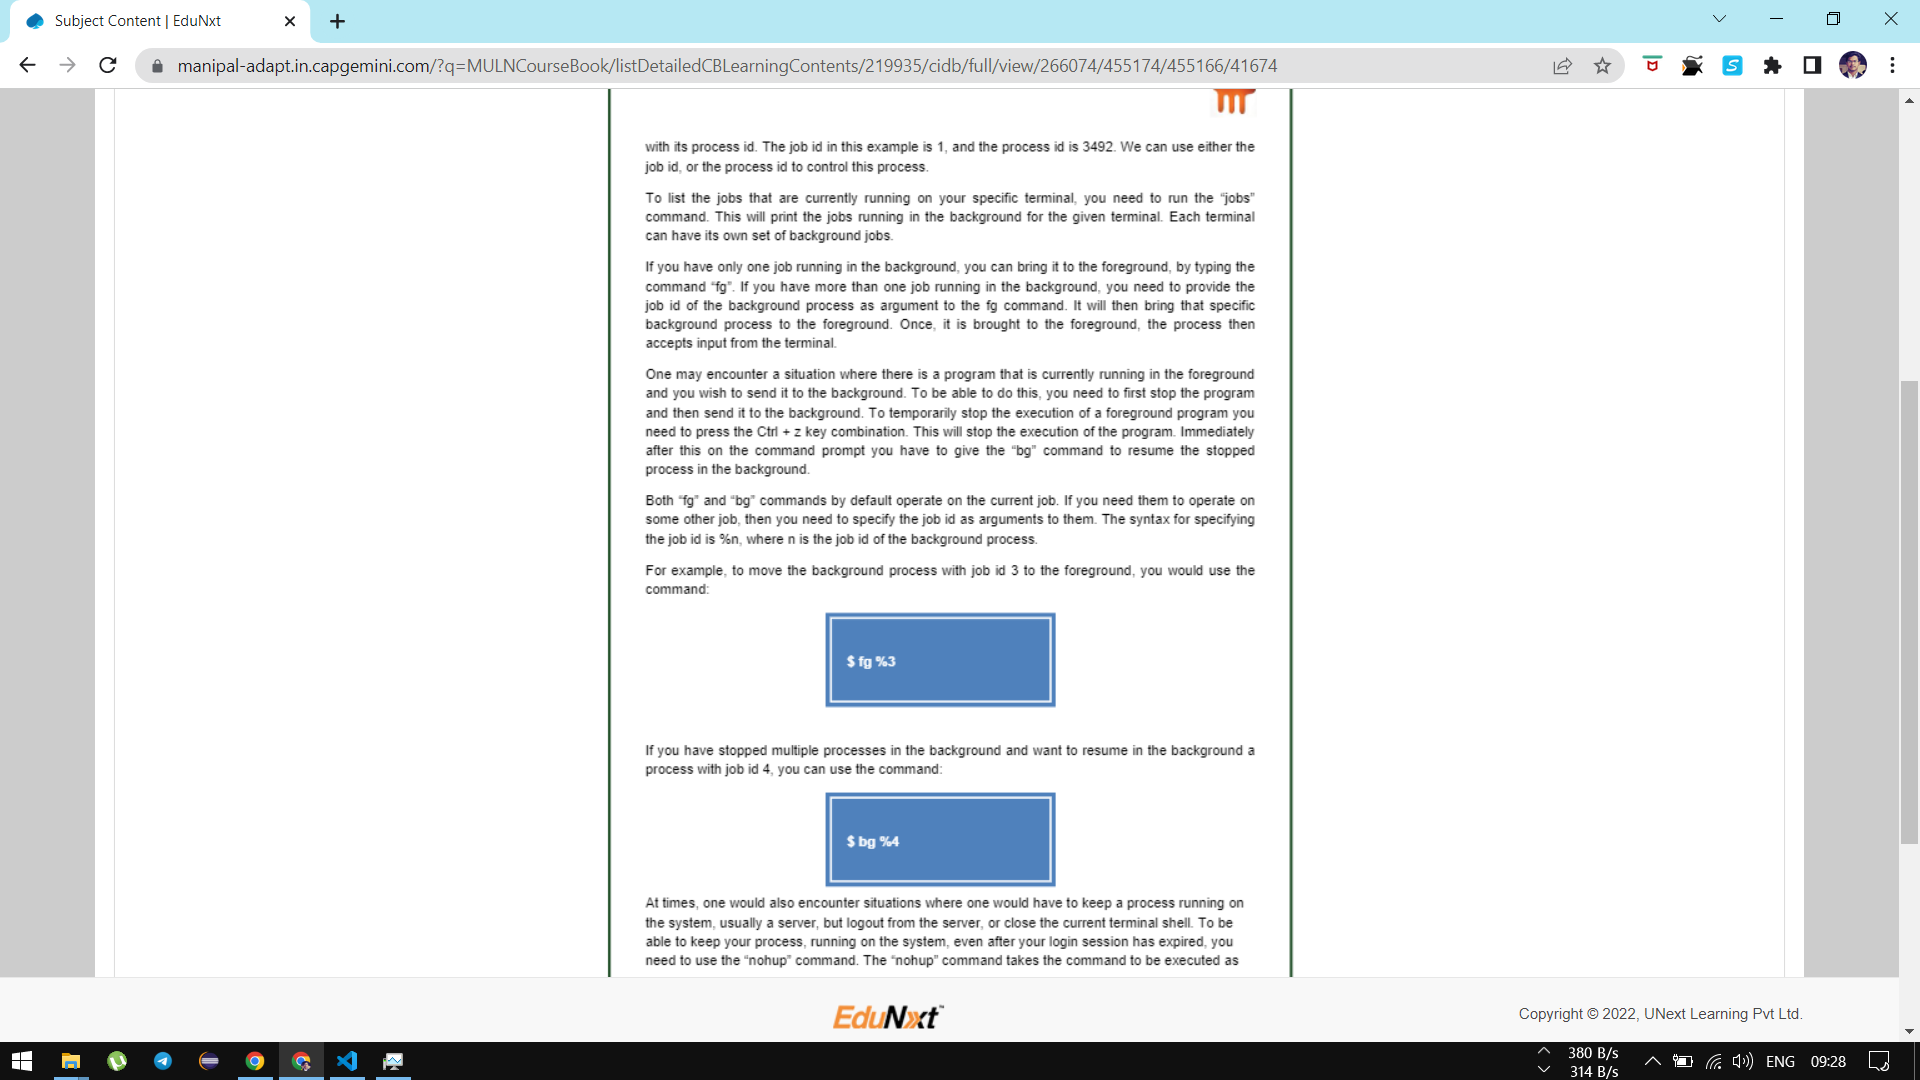 Subject Content | EduNxt
manipal-adapt.in.capgemini.com/?q=MULNCourseBook/listDetailedCBLearningContents/219935/cidb/full/view/266074/455174/455166/41674
with its process id. The job id in this example is 1, and the process id is 3492. We can use either the
job id, or the process id to control this process.
To list the jobs that are currently running on your specific terminal, you need to run the “jobs”
command. This will print the jobs running in the background for the given terminal. Each terminal
can have its own set of background jobs.
If you have only one job running in the background, you can bring it to the foreground, by typing the
command “fg”. If you have more than one job running in the background, you need to provide the
job id of the background process as argument to the fg command. It will then bring that specific
background process to the foreground. Once, it is brought to the foreground, the process then
accepts input from the terminal.
One may encounter a situation where there is a program that is currently running in the foreground
and you wish to send it to the background. To be able to do this, you need to first stop the program
and then send it to the background. To temporarily stop the execution of a foreground program you
need to press the Ctrl + z key combination. This will stop the execution of the program. Immediately
after this on the command prompt you have to give the “bg” command to resume the stopped
process in the background.
Both “fg” and “bg” commands by default operate on the current job. If you need them to operate on
some other job, then you need to specify the job id as arguments to them. The syntax for specifying
the job id is %n, where n is the job id of the background process.
For example, to move the background process with job id 3 to the foreground, you would use the
command:
$ fg %3
If you have stopped multiple processes in the background and want to resume in the background a
process with job id 4, you can use the command:
$ bg %4
At times, one would also encounter situations where one would have to keep a process running on
the system, usually a server, but logout from the server, or close the current terminal shell. To be
able to keep your process, running on the system, even after your login session has expired, you
need to use the “nohup” command. The “nohup” command takes the command to be executed as
EduNxt™
Copyright © 2022, UNext Learning Pvt Ltd.
380 B/s
314 B/s
ENG
09:28